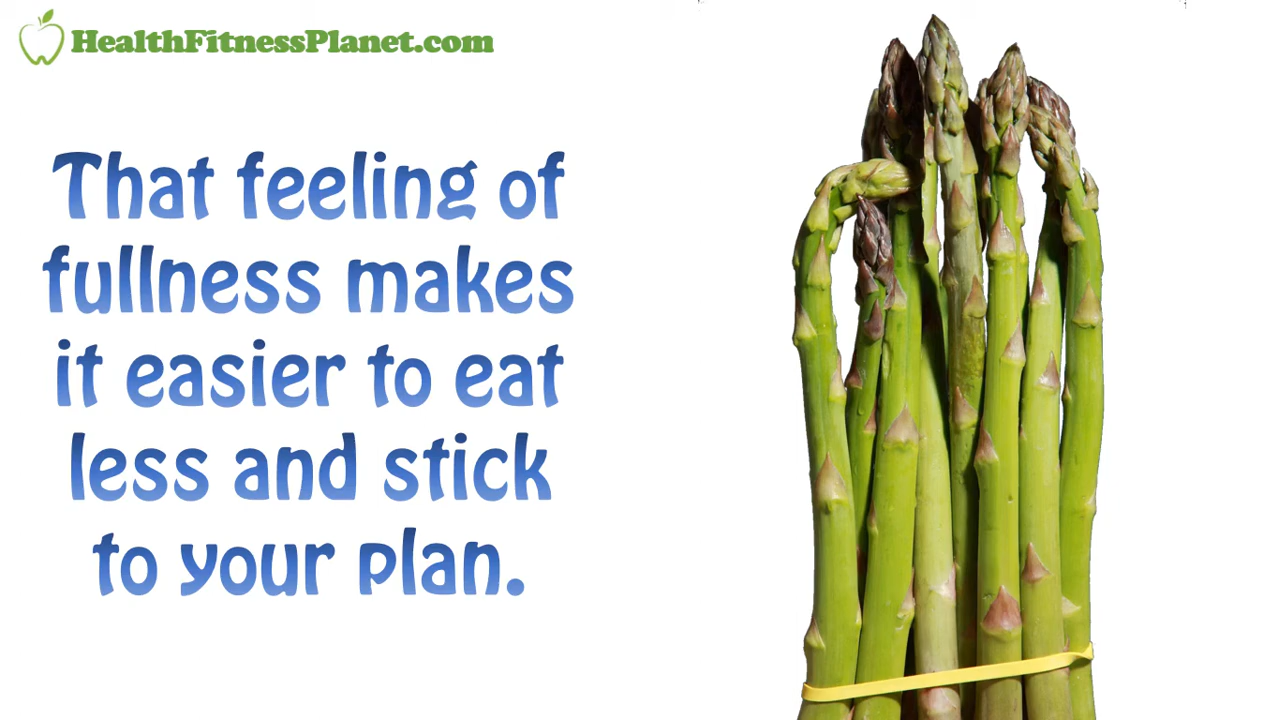 HealthFitnessPlanet.com
That feeling of
fullness makes
it easier to eat
less and stick
to your plan.